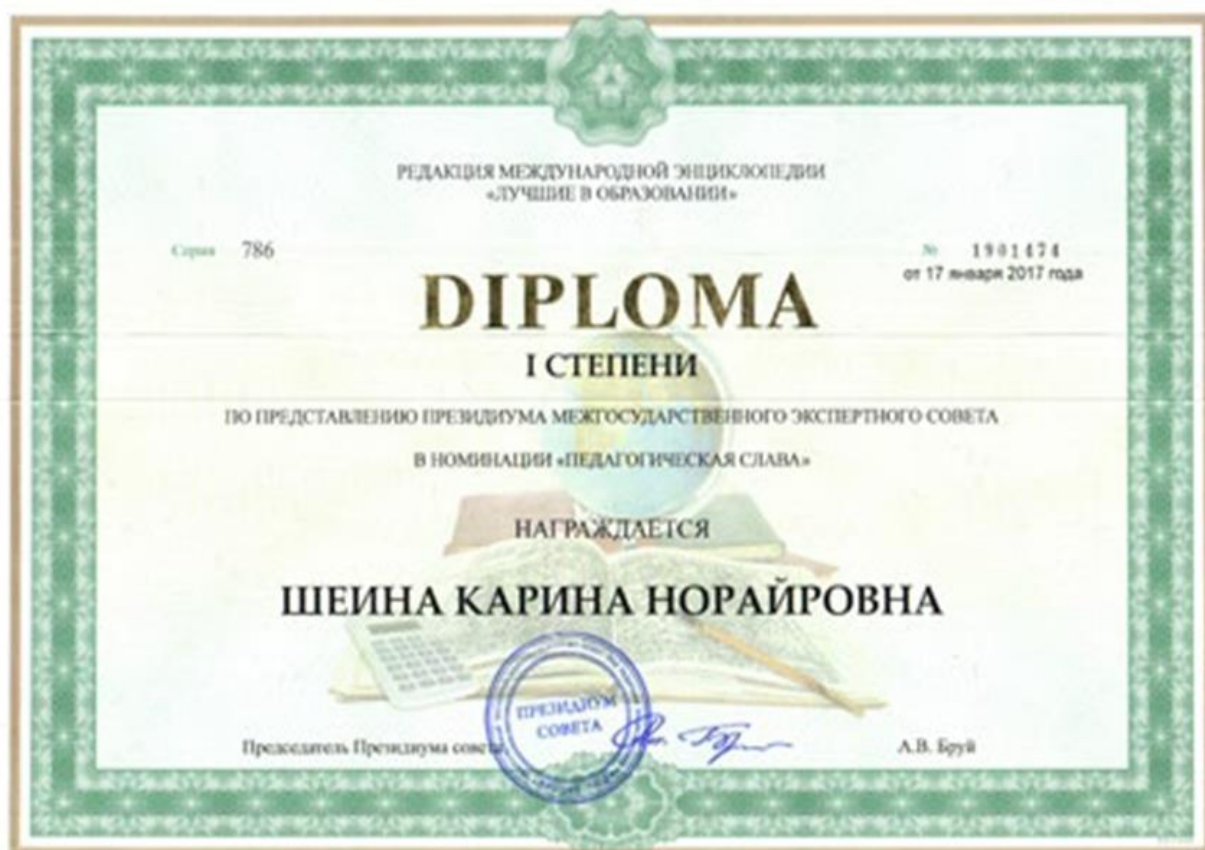 РЕДАКЦИЯ МЕЖДУНАРОДНОЙ ЭНЦИКЛОПЕДИИ
«ЛУЧШИЕ В ОБРАЗОВАНИИ»
Серия 786
№ 1901474
от 17 января 2017 года
DIPLOMA
I СТЕПЕНИ
ПО ПРЕДСТАВЛЕНИЮ ПРЕЗИДИУМА МЕЖГОСУДАРСТВЕННОГО ЭКСПЕРТНОГО СОВЕТА
В НОМИНАЦИИ «ПЕДАГОГИЧЕСКАЯ СЛАВА»
НАГРАЖДАЕТСЯ
ШЕИНА КАРИНА НОРАЙРОВНА
ПРЕЗИДИУМ
СОВЕТА
Председатель Президиума совета
А.В. Бруй